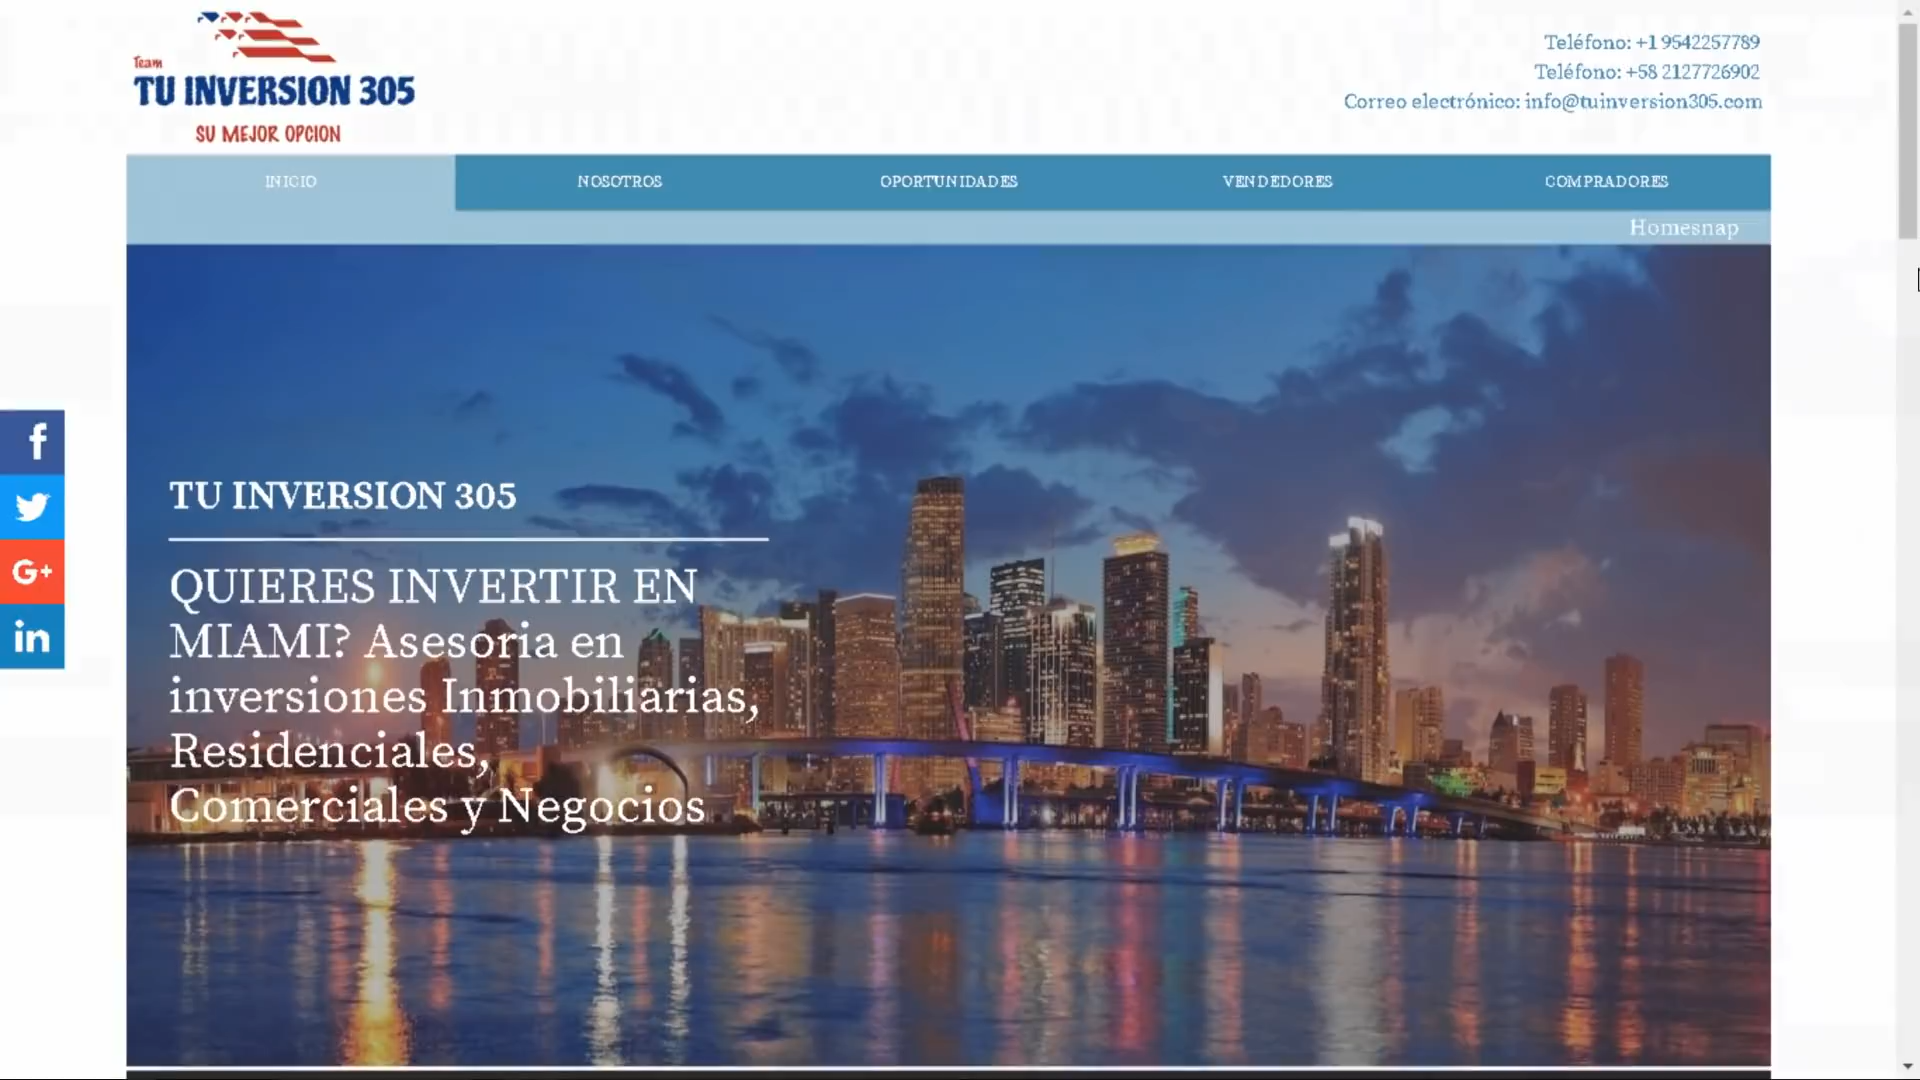 Team
TU INVERSION 305
SU MEJOR OPCION
Teléfono: +1 9542257789
Teléfono: +58 2127726902
Correo electrónico: info@tuinversion305.com
INICIO
NOSOTROS
OPORTUNIDADES
VENDEDORES
COMPRADORES
Homesnap
TU INVERSION 305
QUIERES INVERTIR EN
MIAMI? Asesoria en
inversiones Inmobiliarias,
Residenciales,
Comerciales y Negocios
f
G+
in